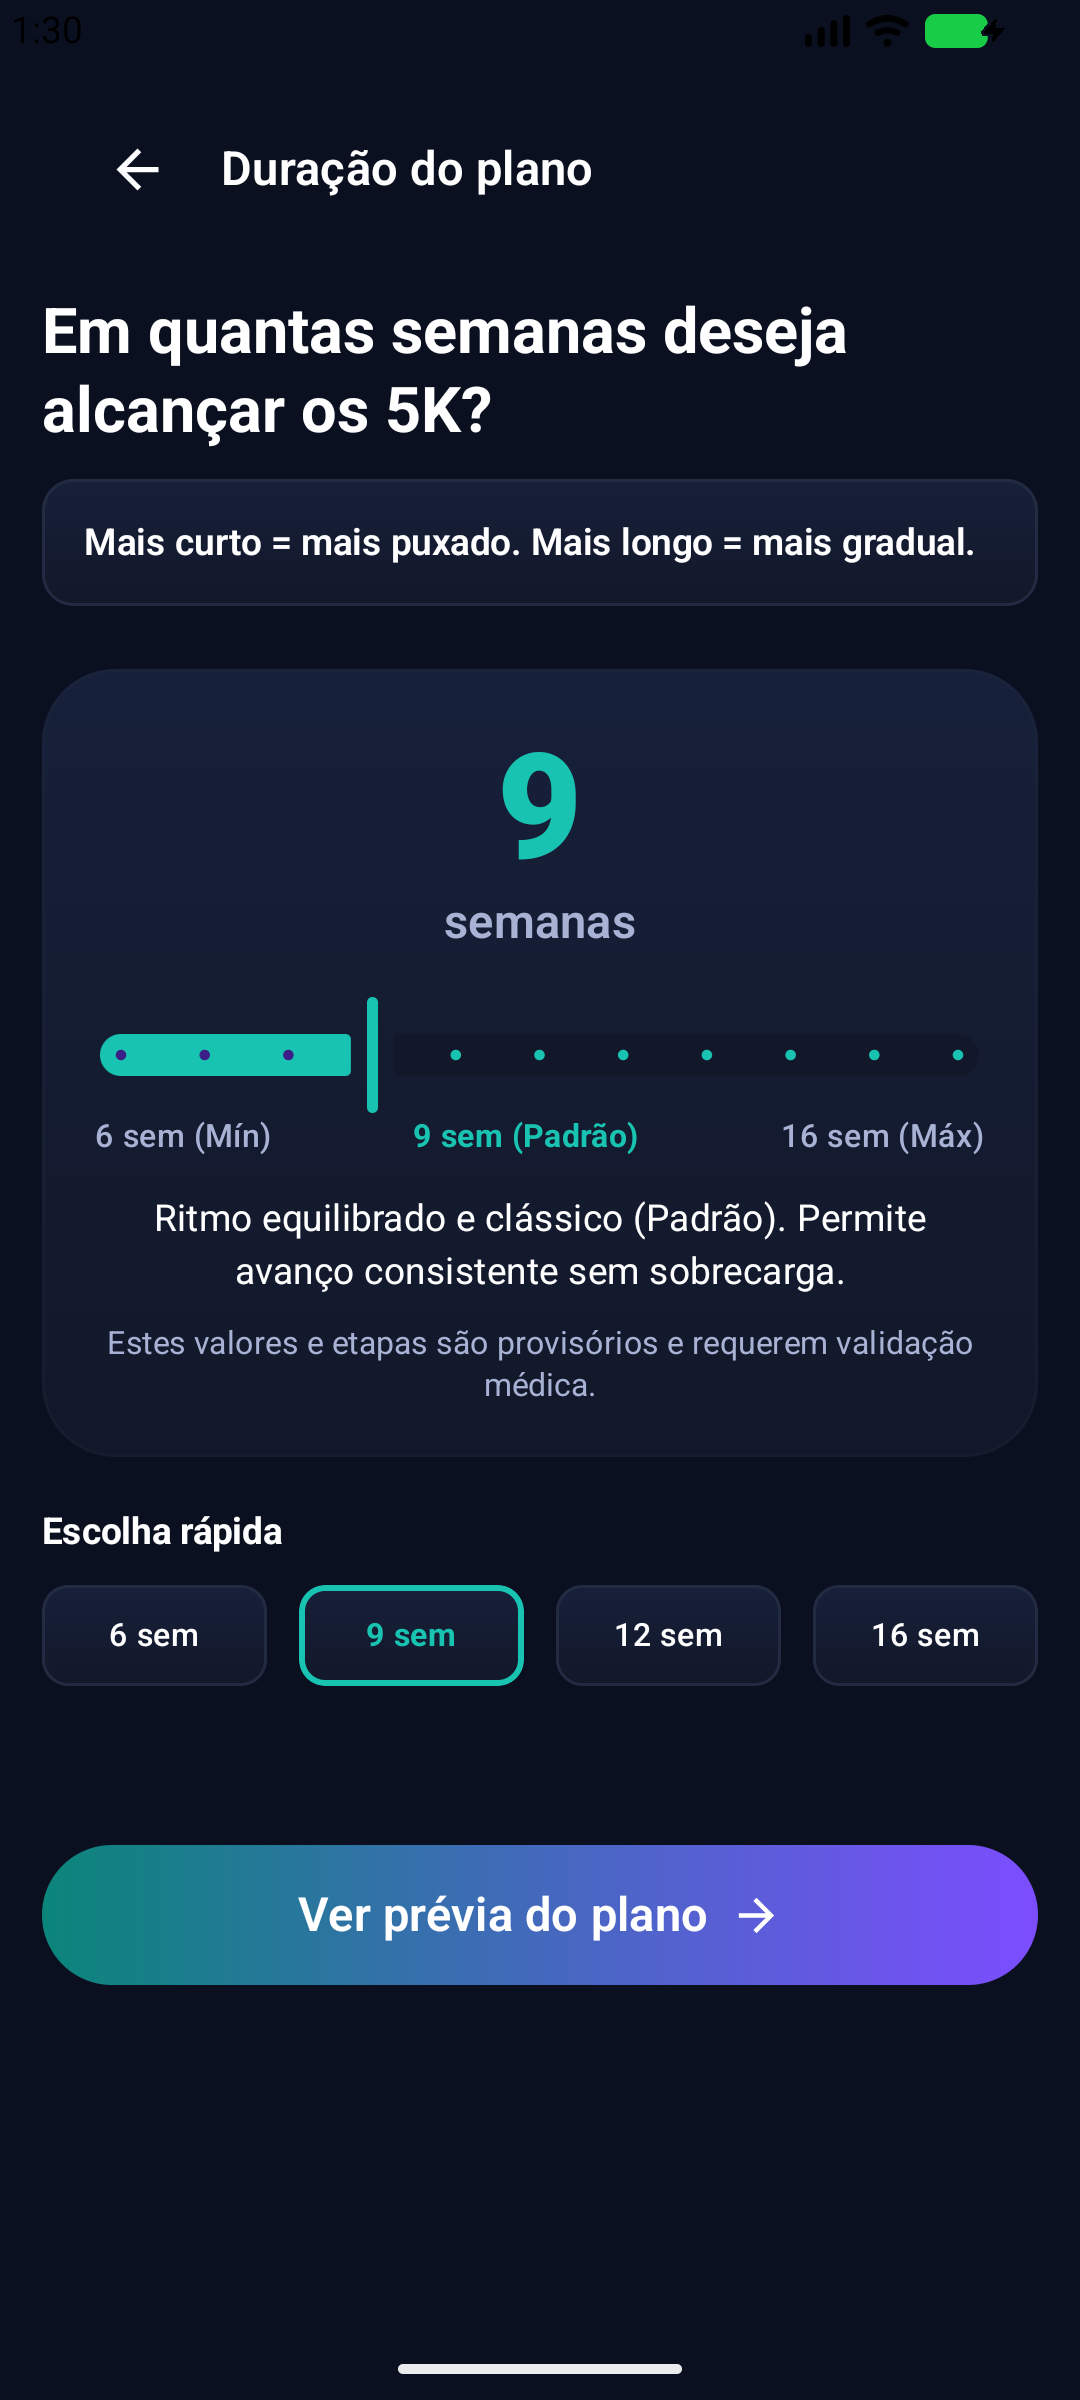 1:30
Duração do plano
Em quantas semanas deseja
alcançar os 5K?
Mais curto = mais puxado. Mais longo = mais gradual.
9
semanas
6 sem (Mín)
9 sem (Padrão)
16 sem (Máx)
Ritmo equilibrado e clássico (Padrão). Permite
avanço consistente sem sobrecarga.
Estes valores e etapas são provisórios e requerem validação
médica.
Escolha rápida
6 sem
9 sem
12 sem
16 sem
Ver prévia do plano